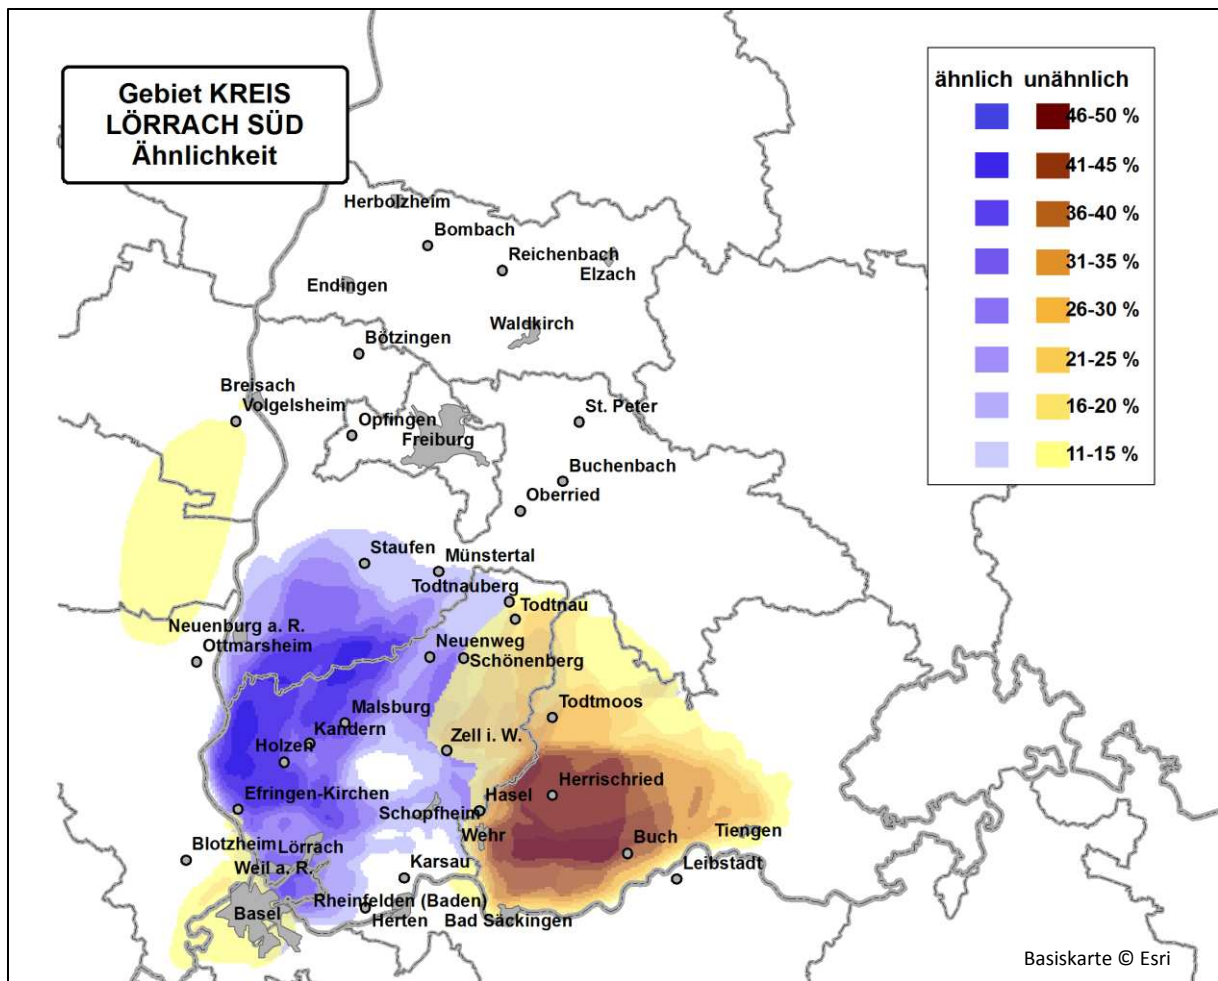 Gebiet KREIS
LÖRRACH SÜD
Ähnlichkeit
ähnlich unähnlich
46-50 %
41-45 %
36-40 %
31-35 %
26-30 %
21-25 %
16-20 %
11-15 %
Herbolzheim
Bombach
Reichenbach
Elzach
Endingen
Waldkirch
Bötzingen
Breisach
Volgelsheim
St. Peter
Opfingen
Freiburg
Buchenbach
Oberried
Staufen
Münstertal
Todtnauberg
Todtnau
Neuenburg a. R.
Ottmarsheim
Neuenweg
Schönenberg
Todtmoos
Malsburg
Kandern
Holzen
Zell i. W.
Herrischried
Efringen-Kirchen
Hasel
Schopfheim
Wehr
Buch
Tiengen
Blotzheim
Lörrach
Weil a. R.
Karsau
Leibstadt
Rheinfelden (Baden)
Basel
Herten
Bad Säckingen
Basiskarte © Esri